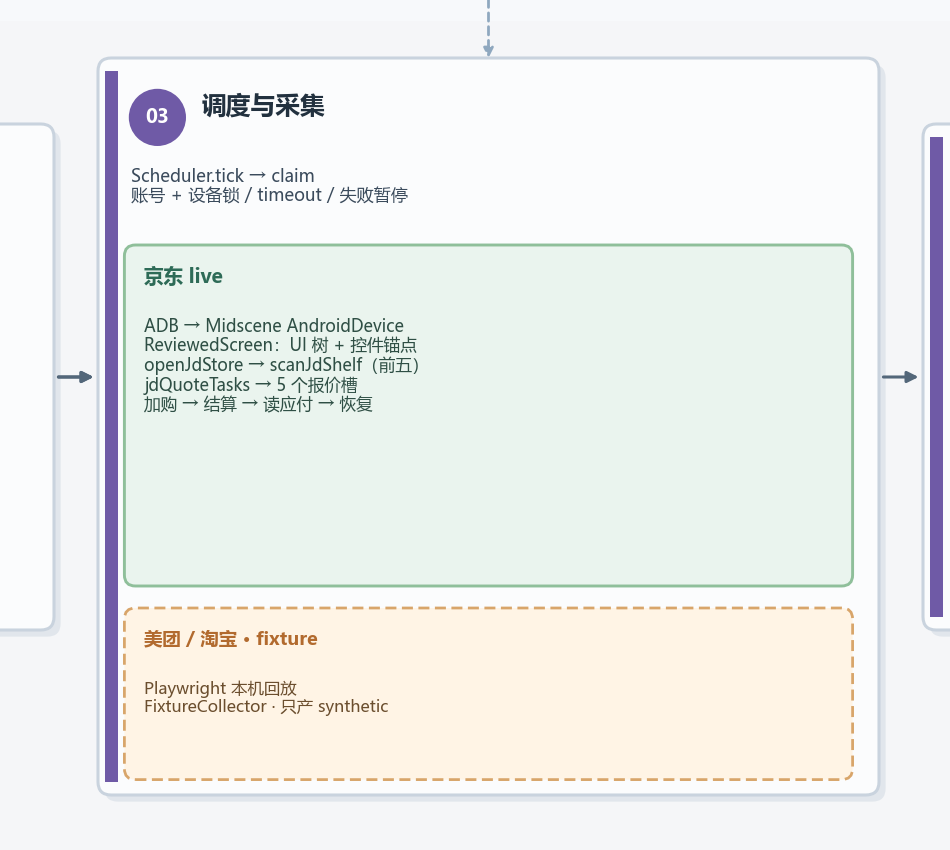 03
调度与采集
Scheduler.tick → claim
账号 + 设备锁 / timeout / 失败暂停
京东 live
ADB → Midscene AndroidDevice
ReviewedScreen：UI 树 + 控件锚点
openJdStore → scanJdShelf（前五）
jdQuoteTasks → 5 个报价槽
加购 → 结算 → 读应付 → 恢复
美团 / 淘宝 • fixture
Playwright 本机回放
FixtureCollector · 只产 synthetic